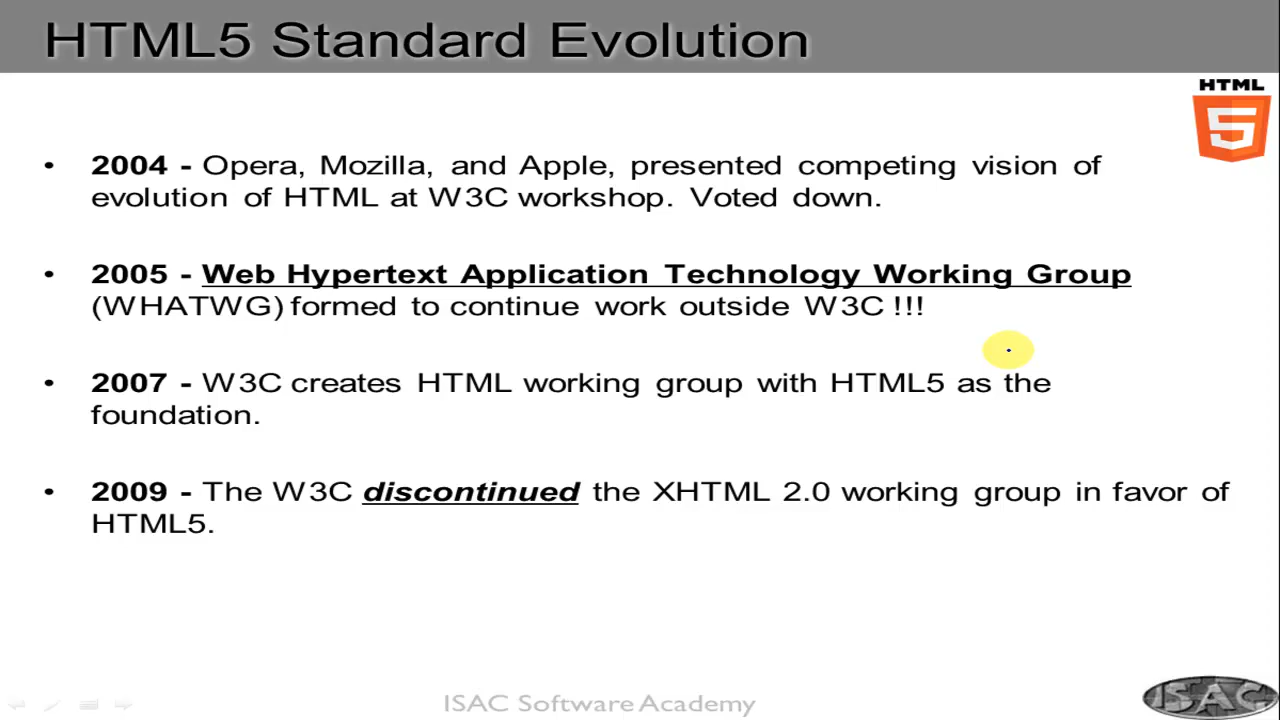 HTML5 Standard Evolution
HTML
5
• 2004 - Opera, Mozilla, and Apple, presented competing vision of
evolution of HTML at W3C workshop. Voted down.
• 2005 - Web Hypertext Application Technology Working Group
(WHATWG) formed to continue work outside W3C !!!
• 2007 - W3C creates HTML working group with HTML5 as the
foundation.
• 2009 - The W3C discontinued the XHTML 2.0 working group in favor of
HTML5.
ISAC Software Academy
ISAC